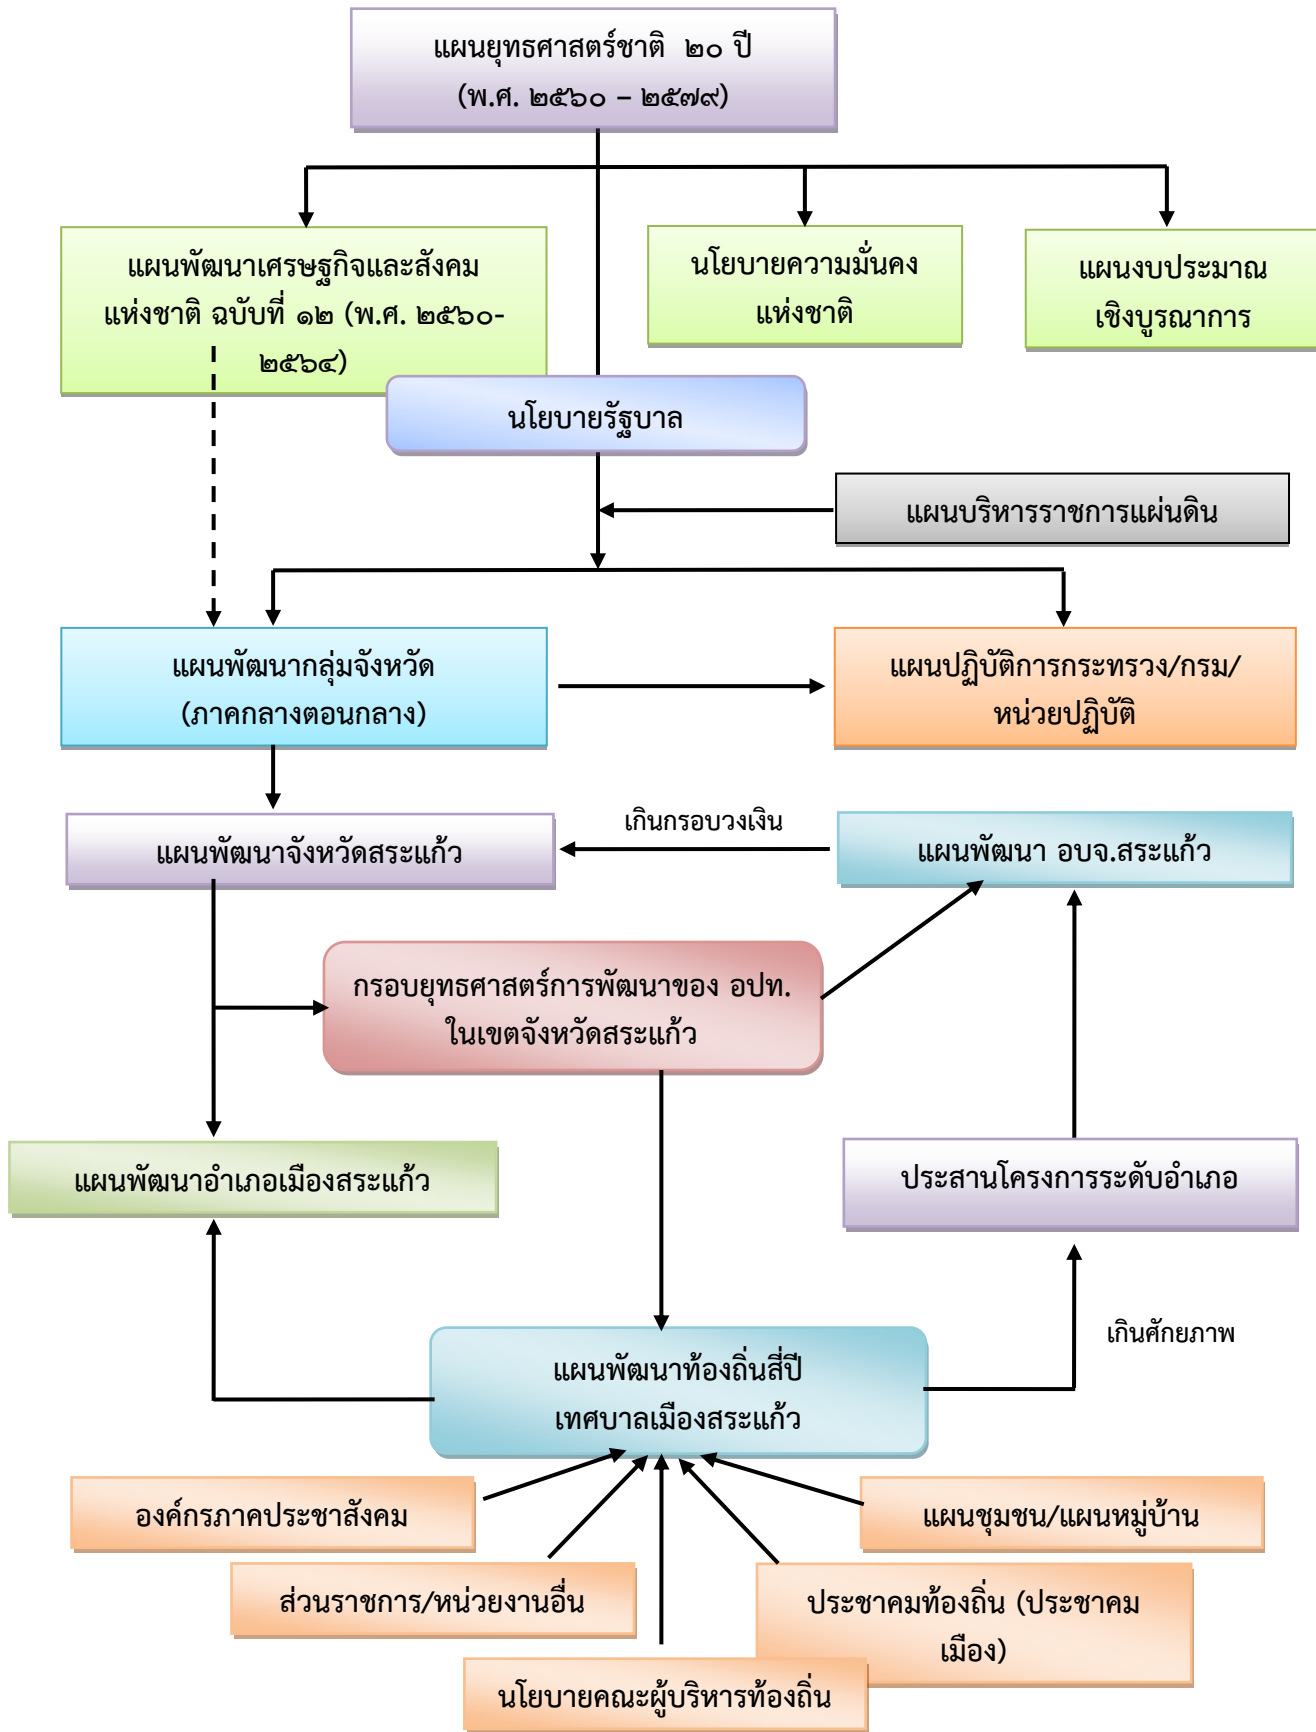 แผนยุทธศาสตร์ชาติ ๒๐ ปี
(พ.ศ. ๒๕๖๐ – ๒๕๗๙)
แผนพัฒนาเศรษฐกิจและสังคม
แห่งชาติ ฉบับที่ ๑๒ (พ.ศ. ๒๕๖๐-
๒๕๖๔)
นโยบายความมั่นคง
แห่งชาติ
แผนงบประมาณ
เชิงบูรณาการ
นโยบายรัฐบาล
แผนบริหารราชการแผ่นดิน
แผนพัฒนากลุ่มจังหวัด
(ภาคกลางตอนกลาง)
แผนปฏิบัติการกระทรวง/กรม/
หน่วยปฏิบัติ
แผนพัฒนาจังหวัดสระแก้ว
เกินกรอบวงเงิน
แผนพัฒนา อบจ.สระแก้ว
กรอบยุทธศาสตร์การพัฒนาของ อปท.
ในเขตจังหวัดสระแก้ว
แผนพัฒนาอำเภอเมืองสระแก้ว
ประสานโครงการระดับอำเภอ
เกินศักยภาพ
แผนพัฒนาท้องถิ่นสี่ปี
เทศบาลเมืองสระแก้ว
องค์กรภาคประชาสังคม
แผนชุมชน/แผนหมู่บ้าน
ส่วนราชการ/หน่วยงานอื่น
ประชาคมท้องถิ่น (ประชาคม
เมือง)
นโยบายคณะผู้บริหารท้องถิ่น